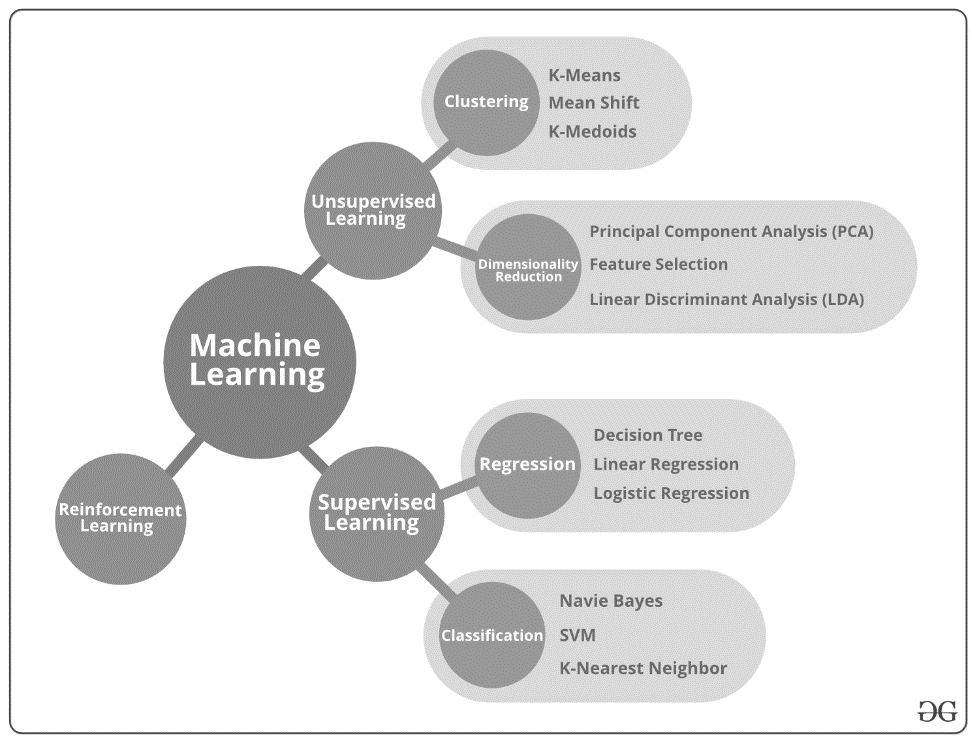 Clustering
K-Means
Mean Shift
K-Medoids
Unsupervised
Learning
Dimensionality
Reduction
Principal Component Analysis (PCA)
Feature Selection
Linear Discriminant Analysis (LDA)
Machine
Learning
Reinforcement
Learning
Supervised
Learning
Regression
Decision Tree
Linear Regression
Logistic Regression
Classification
Navie Bayes
SVM
K-Nearest Neighbor